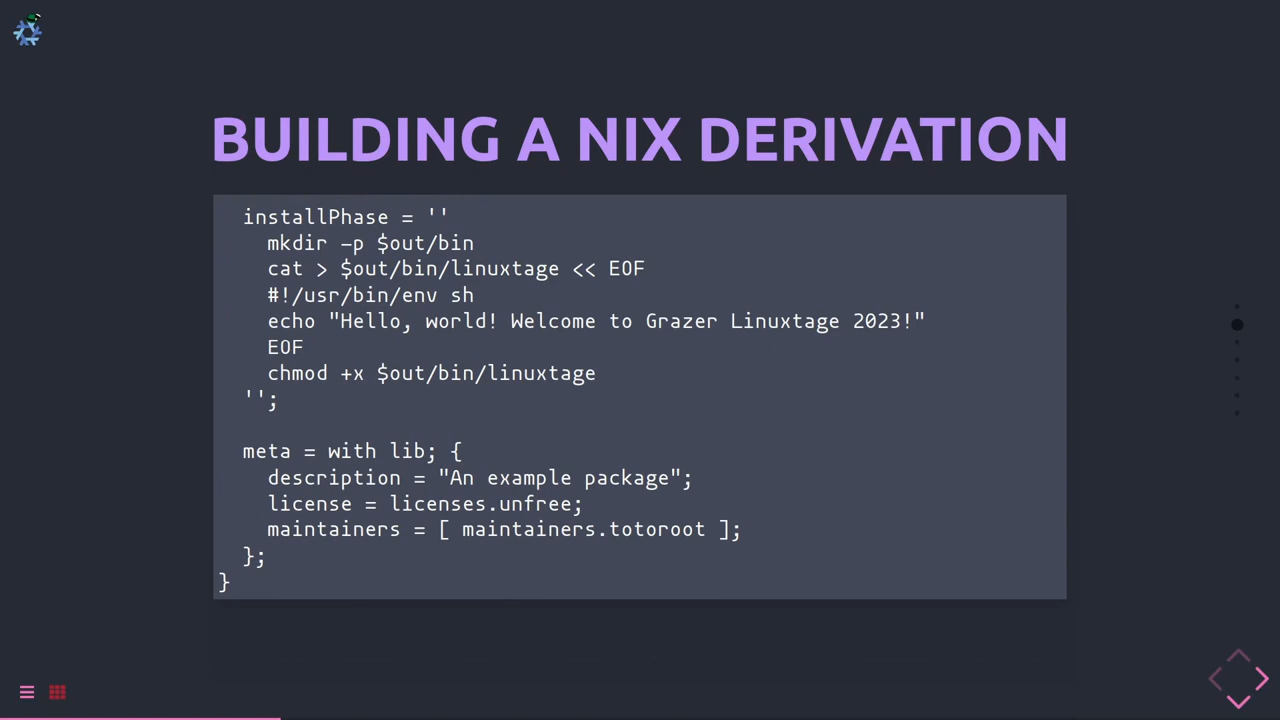 BUILDING A NIX DERIVATION
installPhase = ''
mkdir -p $out/bin
cat > $out/bin/linuxtage << EOF
#!/usr/bin/env sh
echo "Hello, world! Welcome to Grazer Linuxtage 2023!"
EOF
chmod +x $out/bin/linuxtage
'';
meta = with lib; {
description = "An example package";
license = licenses.unfree;
maintainers = [ maintainers.totoroot ];
};
}